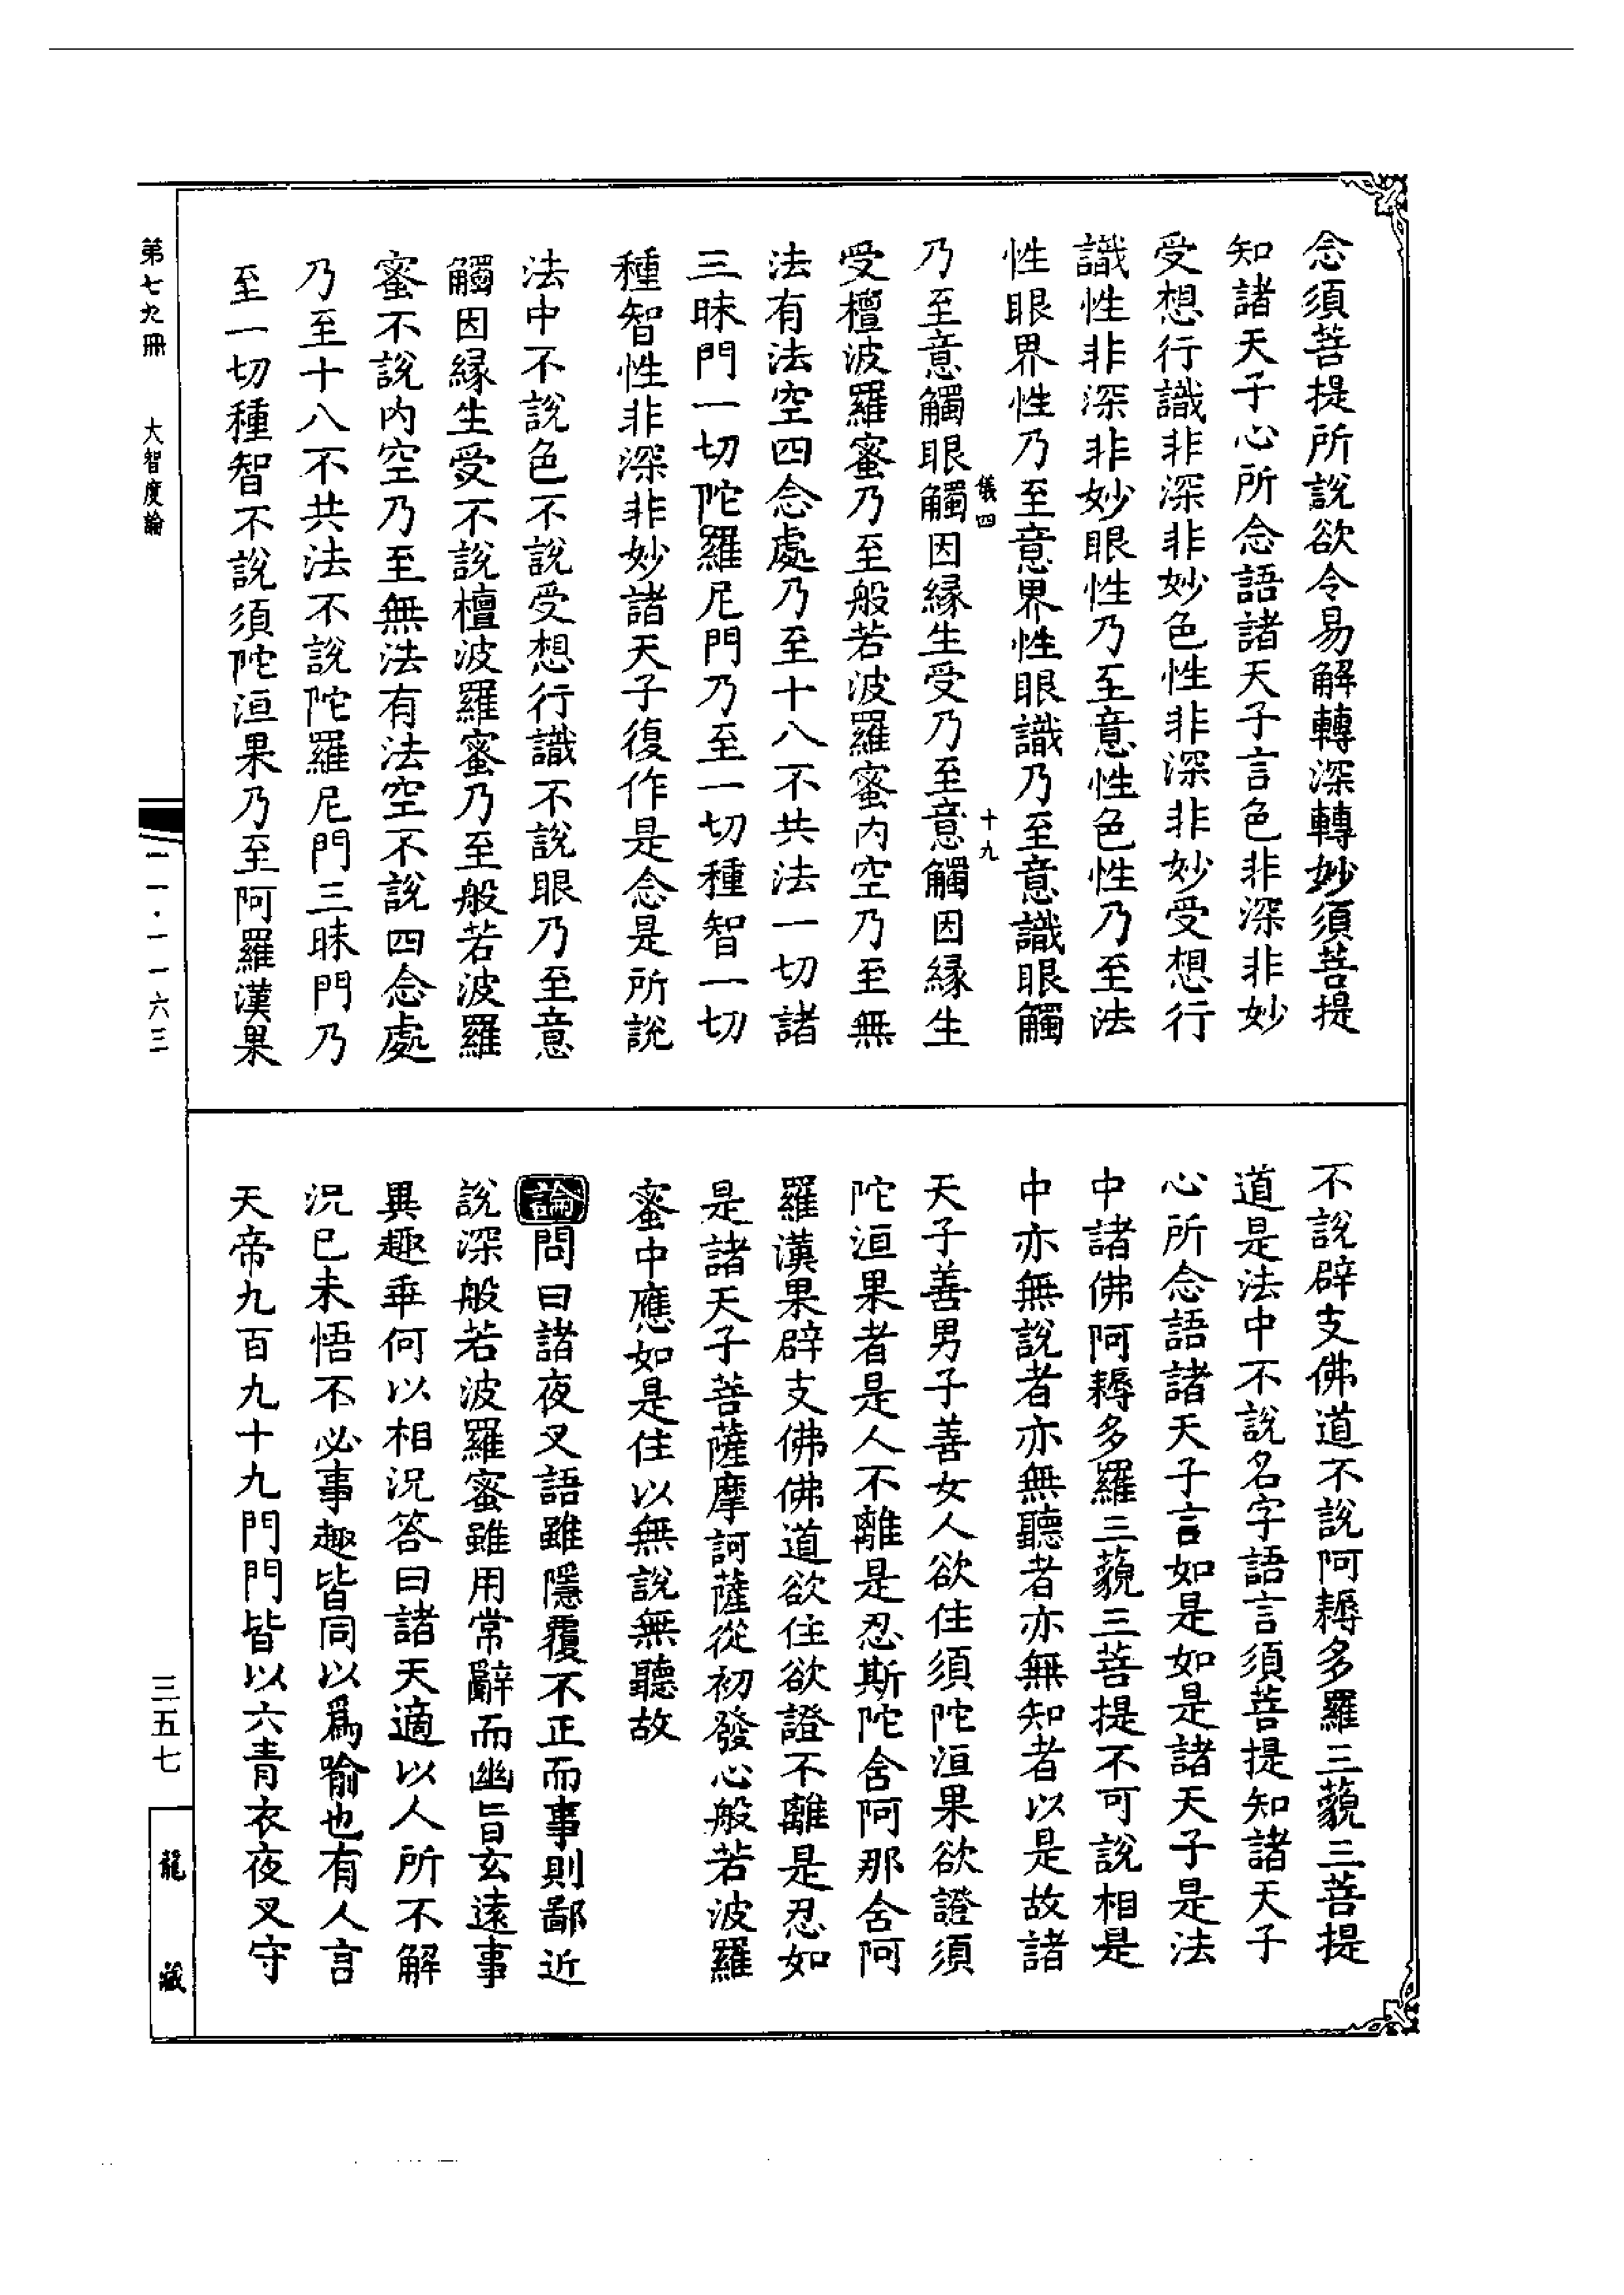 念須菩提所說欲令易解轉深轉妙須菩提
知諸天子心所念語諸天子言色非深非妙
受想行識非深非妙色性非深非妙受想行
識性非深非妙眼性乃至意性色性乃至法
性眼界性乃至意界性眼識乃至意識眼觸
儀四
十九
乃至意觸眼觸因緣生受乃至意觸因緣生
受檀波羅蜜乃至般若波羅蜜內空乃至無
法有法空四念處乃至十八不共法一切諸
三昧門一切陀羅尼門乃至一切種智一切
種智性非深非妙諸天子復作是念是所說
法中不說色不說受想行識不說眼乃至意
觸因緣生受不說檀波羅蜜乃至般若波羅
蜜不說內空乃至無法有法空不說四念處
乃至十八不共法不說陀羅尼門三昧門乃
至一切種智不說須陀洹果乃至阿羅漢果
不說辟支佛道不說阿耨多羅三藐三菩提
道是法中不說名字語言須菩提知諸天子
心所念語諸天子言如是如是諸天子是法
中諸佛阿耨多羅三藐三菩提不可說相是
中亦無說者亦無聽者亦無知者以是故諸
天子善男子善女人欲住須陀洹果欲證須
陀洹果者是人不離是忍斯陀含阿那含阿
羅漢果辟支佛佛道欲住欲證不離是忍如
是諸天子菩薩摩訶薩從初發心般若波羅
蜜中應如是住以無說無聽故
論問曰諸夜叉語雖隱覆不正而事則鄙近
說深般若波羅蜜雖用常辭而幽旨玄遠事
異趣乖何以相況答曰諸天適以人所不解
況已未悟不必事趣皆同以為喻也有人言
天帝九百九十九門門皆以六青衣夜叉守
第七九冊
大智度論
一一·一一六三
三五七
龍藏